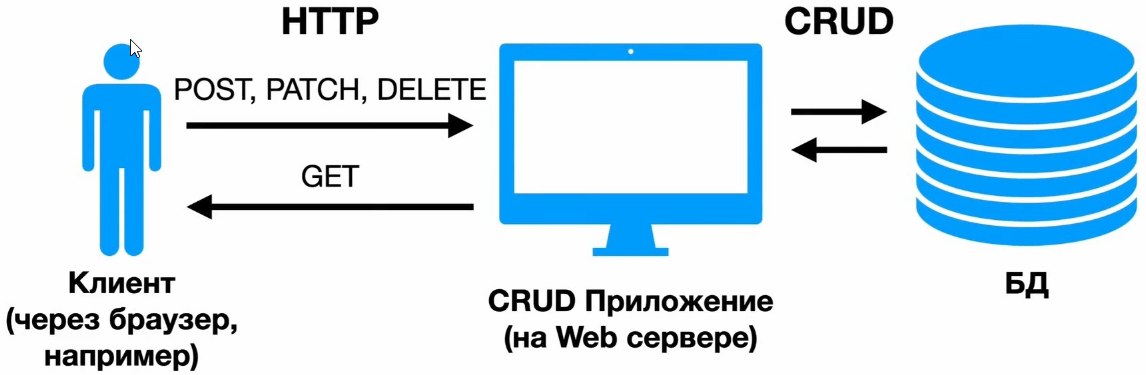 HTTP
CRUD
POST, PATCH, DELETE
GET
Клиент
(через браузер,
например)
CRUD Приложение
(на Web сервере)
БД